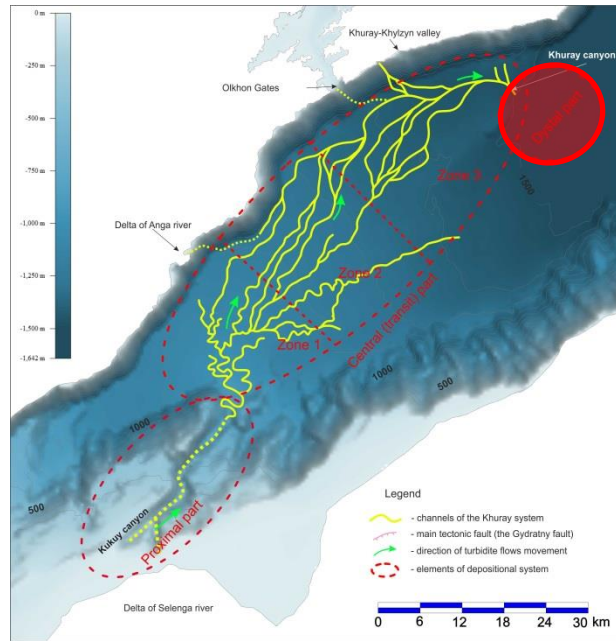 0 m
-250
-500
-750
-1,000
-1,250
-1,500
-1,642 m
Khuray-Khylzyn valley
Khuray canyon
Olkhon Gates
Distal part
Zone 3
1500
Delta of Anga river
Zone 2
Central (transit) part
Zone 1
1000
500
1000
500
Kukuy canyon
Proximal part
Delta of Selenga river
Legend
- channels of the Khuray system
- main tectonic fault (the Gydratny fault)
- direction of turbidite flows movement
- elements of depositional system
0 6 12 18 24 30
km